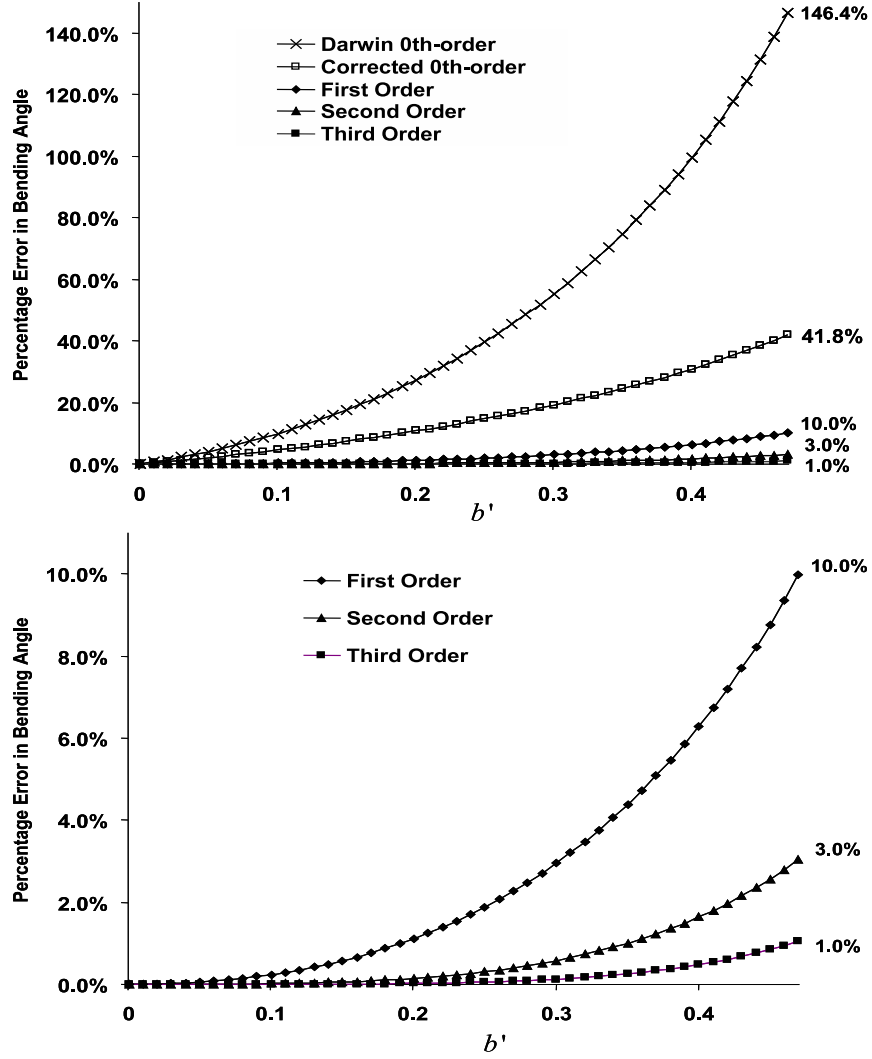 Percentage Error in Bending Angle
140.0%
120.0%
100.0%
80.0%
60.0%
40.0%
20.0%
0.0%
Darwin 0th-order
Corrected 0th-order
First Order
Second Order
Third Order
146.4%
41.8%
10.0%
3.0%
1.0%
0
0.1
0.2
0.3
0.4
b'
Percentage Error in Bending Angle
10.0%
8.0%
6.0%
4.0%
2.0%
0.0%
First Order
Second Order
Third Order
10.0%
3.0%
1.0%
0
0.1
0.2
0.3
0.4
b'